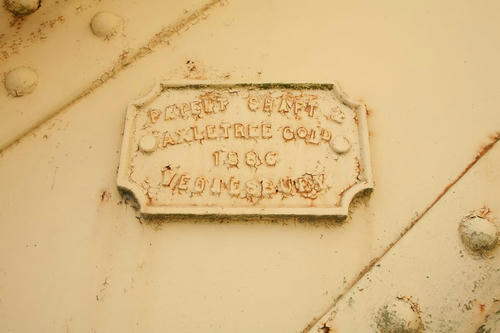 PATENT SHAFT &
AXLETREE CO LD
1886
WEDNESBURY